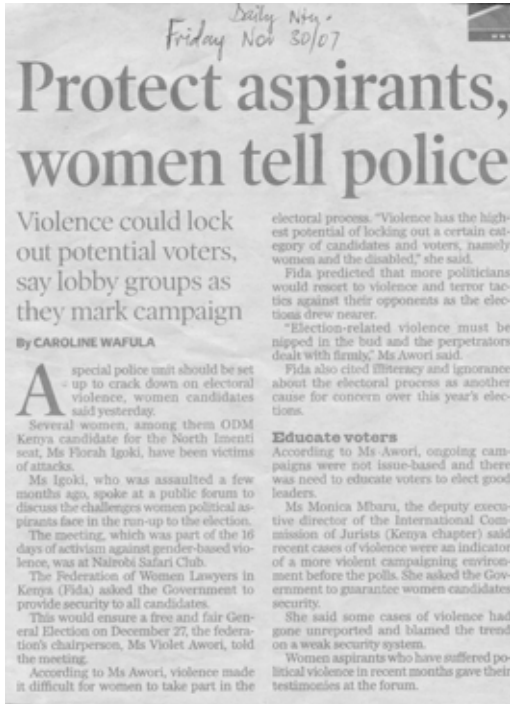 Daily Ntn.
Friday Nov 30/07
Protect aspirants,
women tell police
Violence could lock
out potential voters,
say lobby groups as
they mark campaign
By CAROLINE WAFULA
A special police unit should be set
up to crack down on electoral
violence, women candidates
said yesterday.
Several women, among them ODM
Kenya candidate for the North Imenti
seat, Ms Florah Igoki, have been victims
of attacks.
Ms Igoki, who was assaulted a few
months ago, spoke at a public forum to
discuss the challenges women political as-
pirants face in the run-up to the election.
The meeting, which was part of the 16
days of activism against gender-based vio-
lence, was at Nairobi Safari Club.
The Federation of Women Lawyers in
Kenya (Fida) asked the Government to
provide security to all candidates.
This would ensure a free and fair Gen-
eral Election on December 27, the federa-
tion's chairperson, Ms Violet Awori, told
the meeting.
According to Ms Awori, violence made
it difficult for women to take part in the
electoral process. "Violence has the high-
est potential of locking out a certain cat-
egory of candidates and voters, namely
women and the disabled," she said.
Fida predicted that more politicians
would resort to violence and terror tac-
tics against their opponents as the elec-
tions drew nearer.
"Election-related violence must be
nipped in the bud and the perpetrators
dealt with firmly," Ms Awori said.
Fida also cited illiteracy and ignorance
about the electoral process as another
cause for concern over this year's elec-
tions.
Educate voters
According to Ms Awori, ongoing cam-
paigns were not issue-based and there
was need to educate voters to elect good
leaders.
Ms Monica Mbaru, the deputy execu-
tive director of the International Com-
mission of Jurists (Kenya chapter) said
recent cases of violence were an indicator
of a more violent campaigning environ-
ment before the polls. She asked the Gov-
ernment to guarantee women candidates
security.
She said some cases of violence had
gone unreported and blamed the trend
on a weak security system.
Women aspirants who have suffered po-
litical violence in recent months gave their
testimonies at the forum.